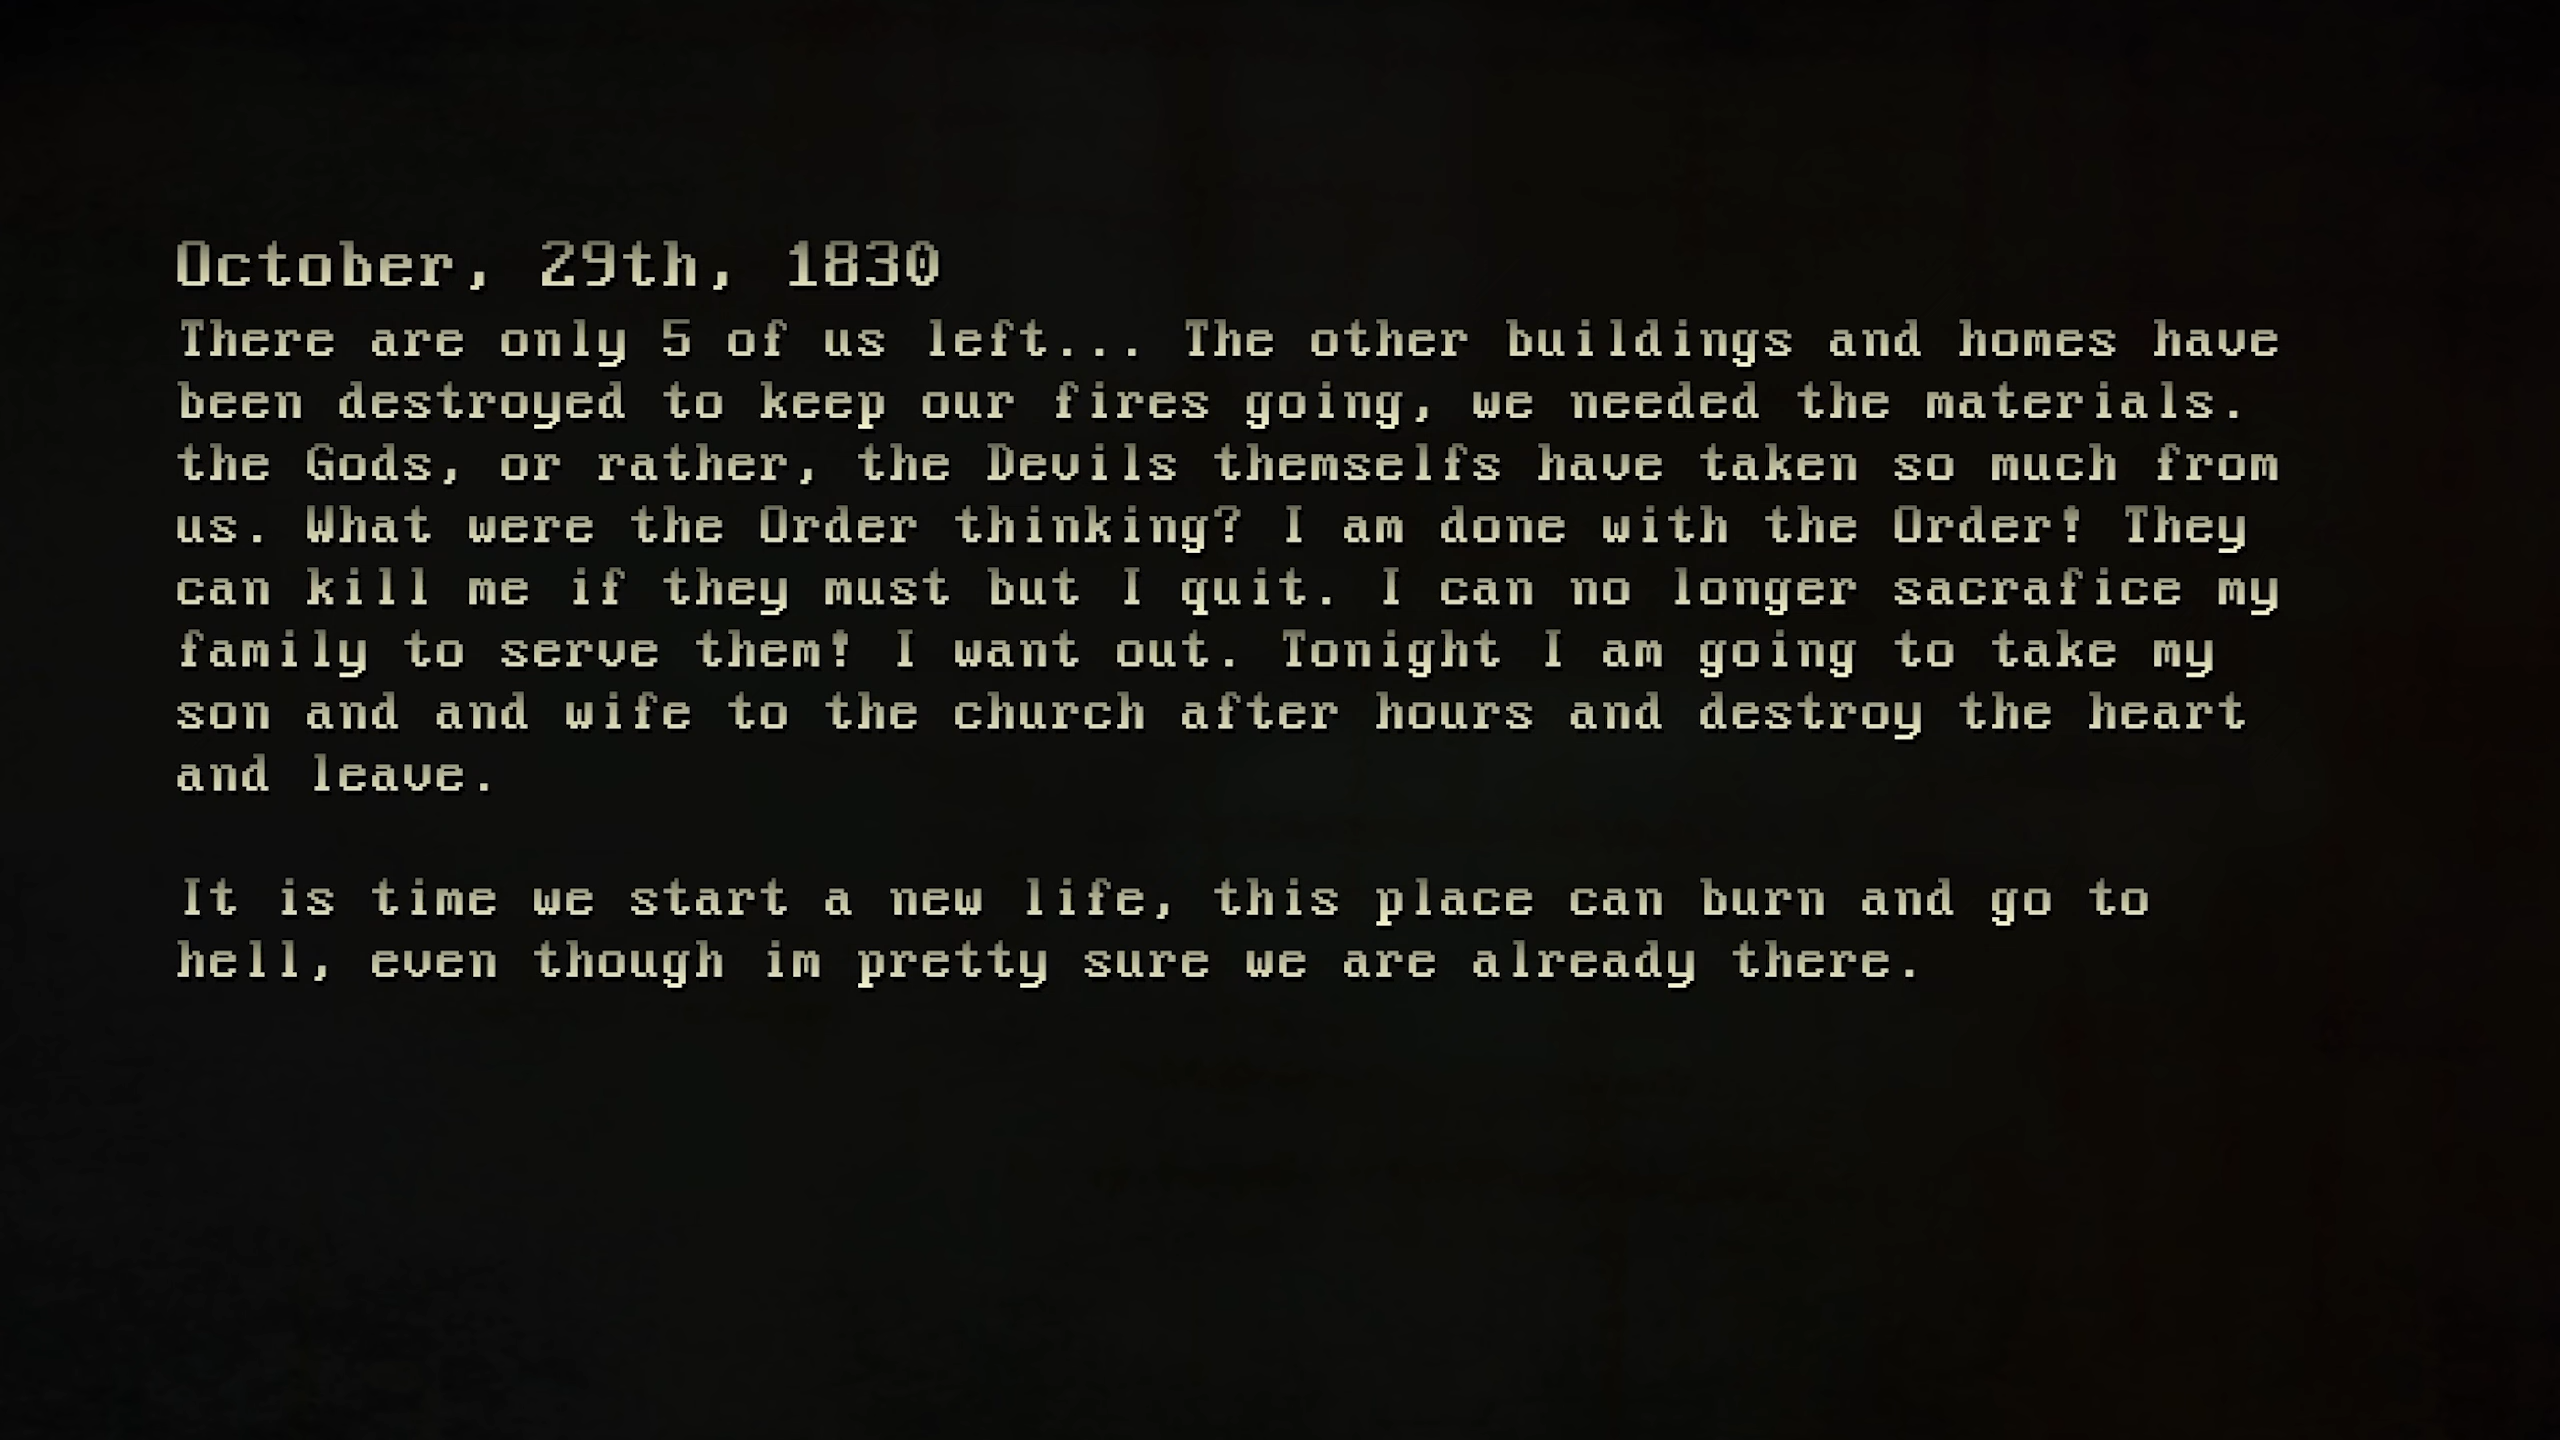 October, 29th, 1830
There are only 5 of us left... The other buildings and homes have
been destroyed to keep our fires going, we needed the materials.
the Gods, or rather, the Devils themselfs have taken so much from
us. What were the Order thinking? I am done with the Order! They
can kill me if they must but I quit. I can no longer sacrafice my
family to serve them! I want out. Tonight I am going to take my
son and and wife to the church after hours and destroy the heart
and leave.
It is time we start a new life, this place can burn and go to
hell, even though im pretty sure we are already there.